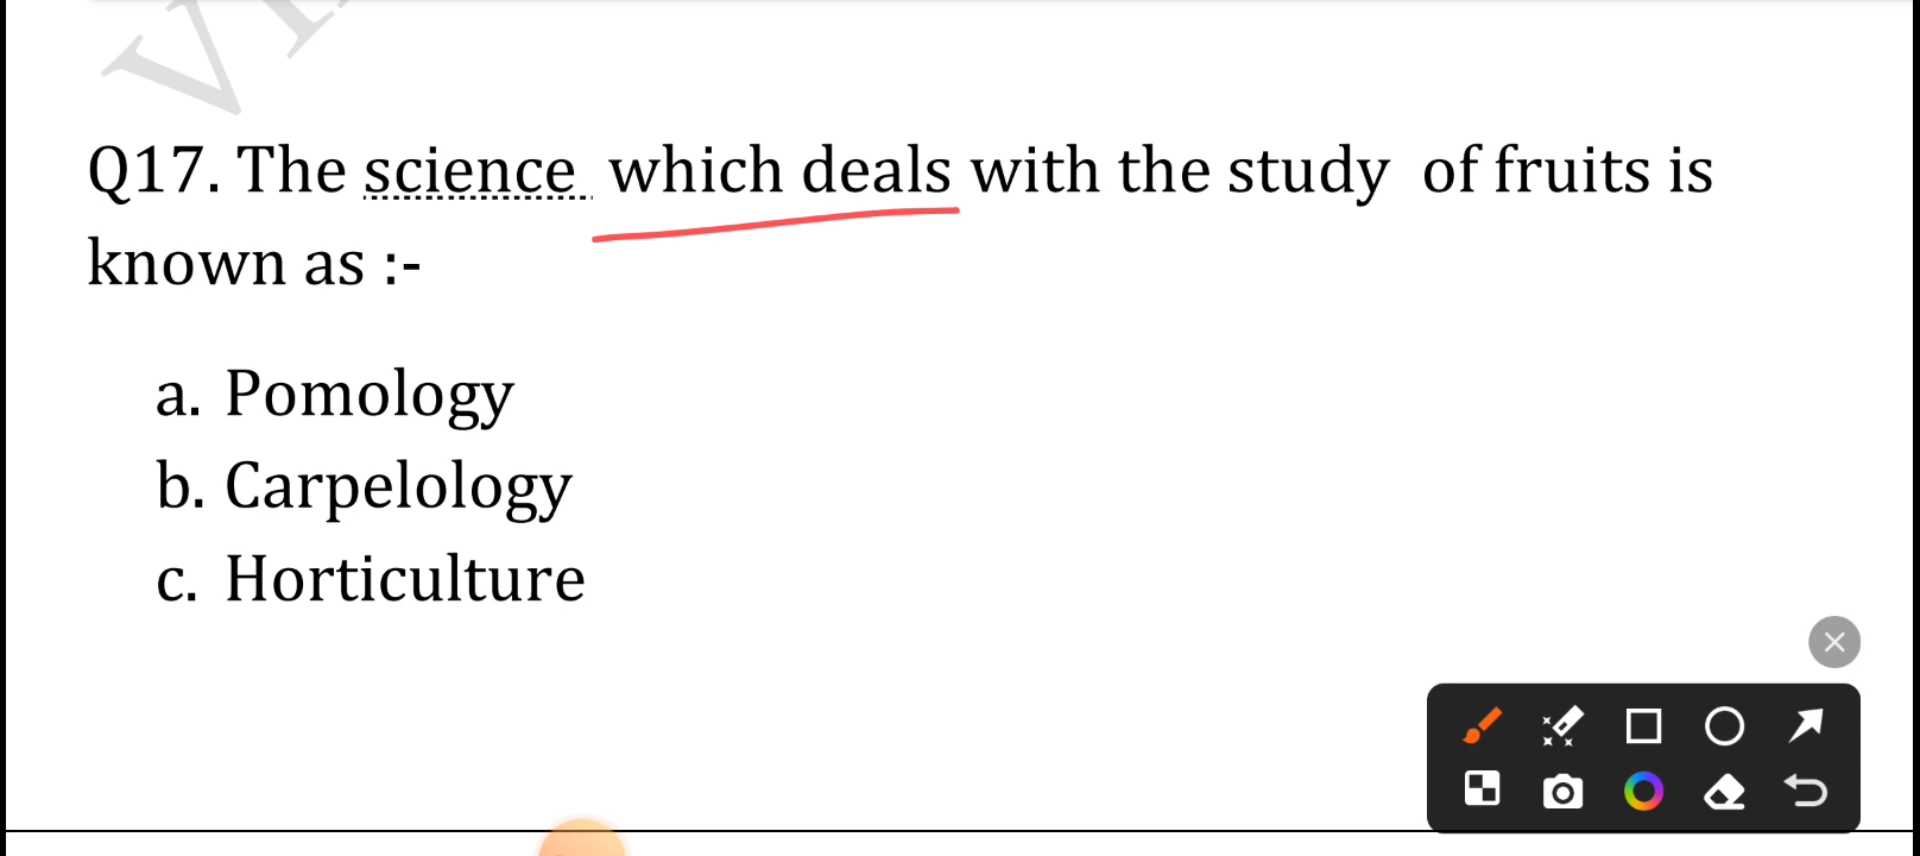 Q17. The science which deals with the study of fruits is
known as :-
a. Pomology
b. Carpelology
c. Horticulture